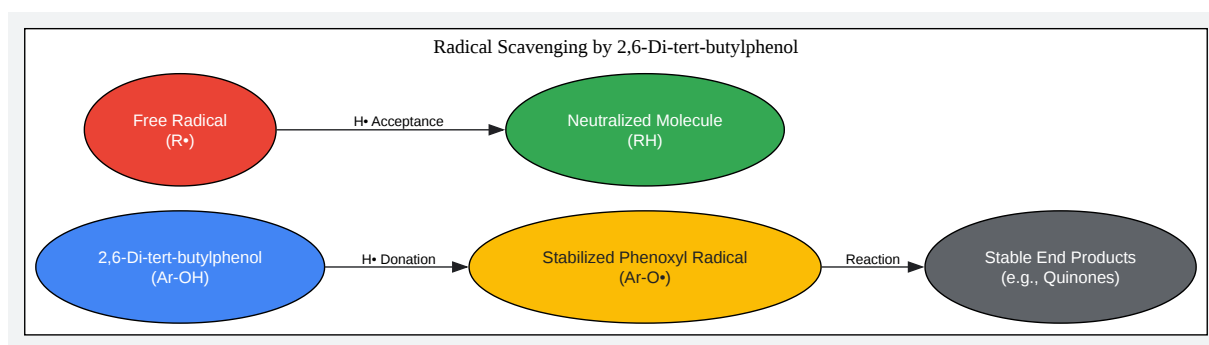 Radical Scavenging by 2,6-Di-tert-butylphenol
Free Radical
(R•)
H• Acceptance
Neutralized Molecule
(RH)
2,6-Di-tert-butylphenol
(Ar-OH)
H• Donation
Stabilized Phenoxyl Radical
(Ar-O•)
Reaction
Stable End Products
(e.g., Quinones)